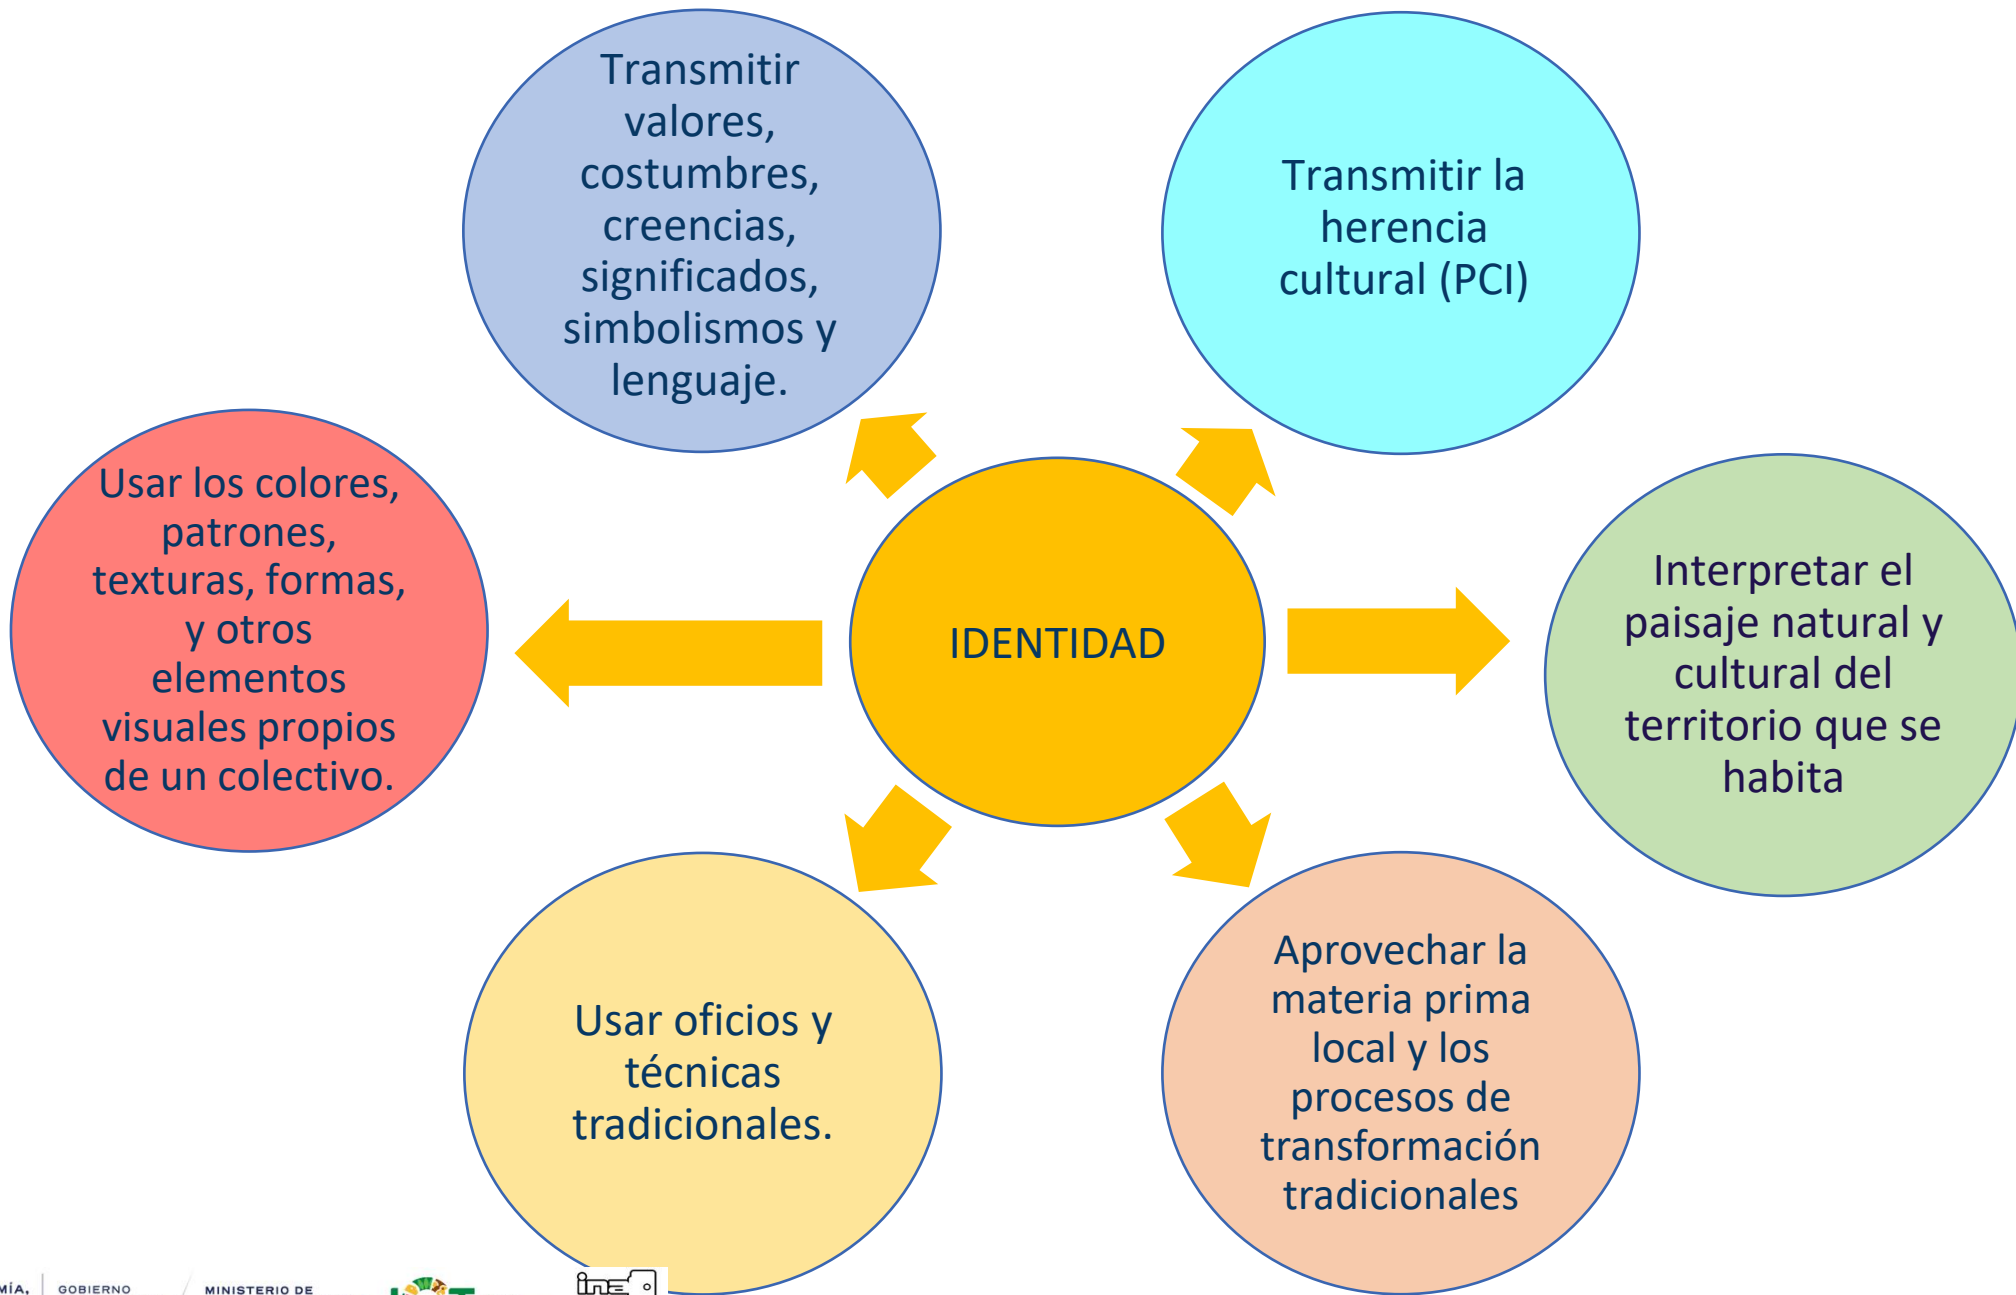 Transmitir
valores,
costumbres,
creencias,
significados,
simbolismos y
lenguaje.
Transmitir la
herencia
cultural (PCI)
Usar los colores,
patrones,
texturas, formas,
y otros
elementos
visuales propios
de un colectivo.
IDENTIDAD
Interpretar el
paisaje natural y
cultural del
territorio que se
habita
Usar oficios y
técnicas
tradicionales.
Aprovechar la
materia prima
local y los
procesos de
transformación
tradicionales
GOBIERNO
MINISTERIO DE
ina